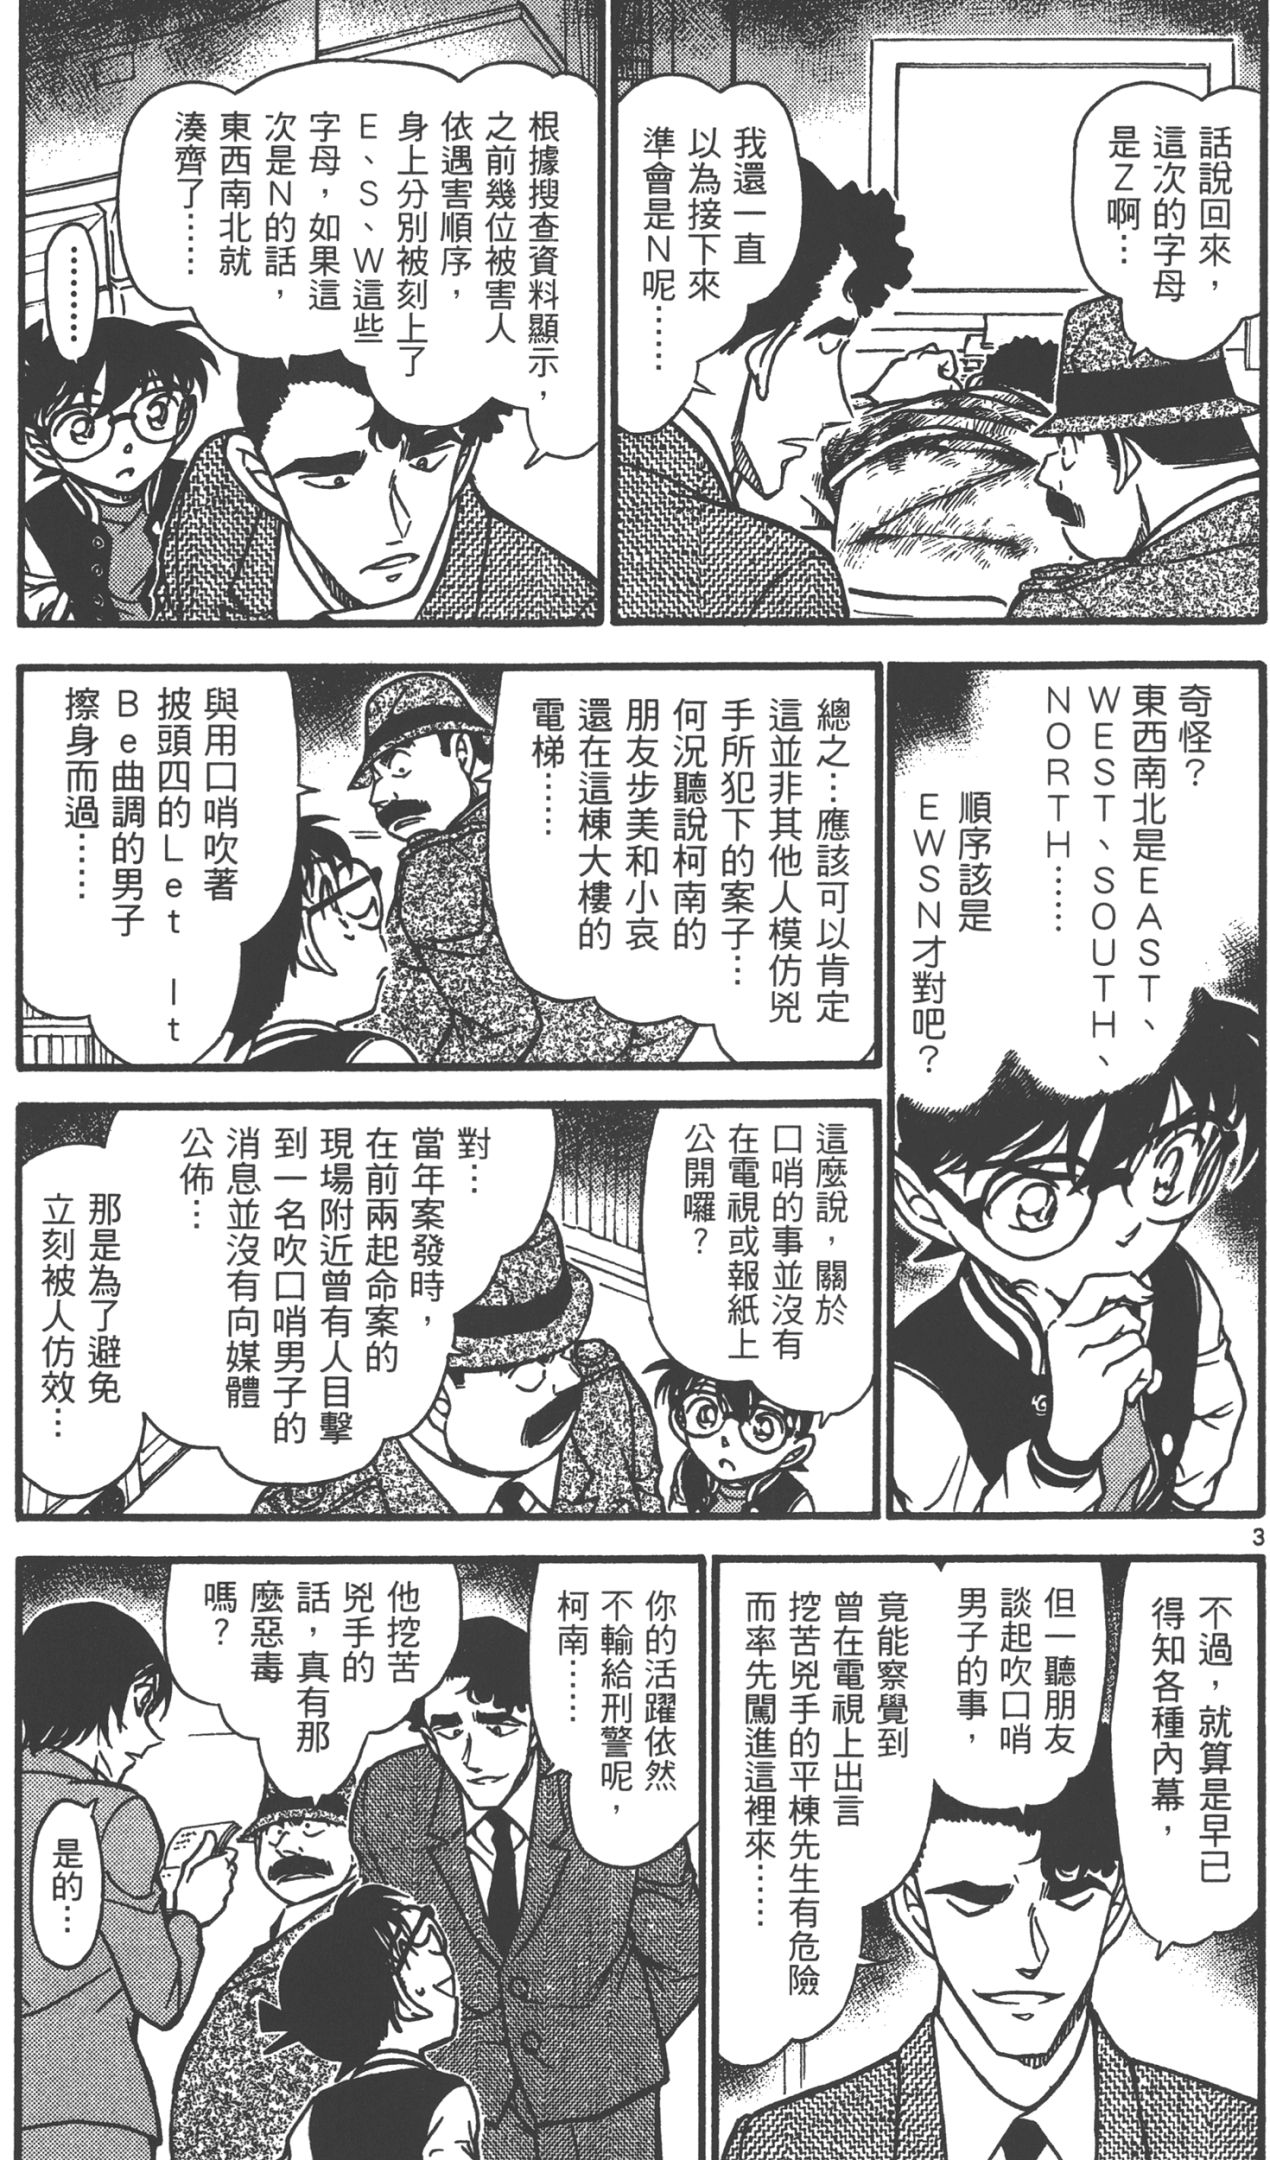 話說回來，
這次的字母
是Z啊…
我還一直
以為接下來
準會是N呢……
根據搜查資料顯示，
之前幾位被害人
依遇害順序，
身上分別被刻上了
E、S、W這些
字母，如果這
次是N的話，
東西南北就
湊齊了……
………
奇怪？
東西南北是EAST、
WEST、SOUTH、
NORTH……
順序該是
EWSN才對吧？
總之…應該可以肯定
這並非其他人模仿兇
手所犯下的案子…
何況聽說柯南的
朋友步美和小哀
還在這棟大樓的
電梯……
與用口哨吹著
披頭四的Let It
Be曲調的男子
擦身而過……
這麼說，關於
口哨的事並沒有
在電視或報紙上
公開囉？
對…
當年案發時，
在前兩起命案的
現場附近曾有人目擊
到一名吹口哨男子的
消息並沒有向媒體
公佈…
那是為了避免
立刻被人仿效…
3
不過，就算是早已
得知各種內幕，
但一聽朋友
談起吹口哨
男子的事，
竟能察覺到
曾在電視上出言
挖苦兇手的平棟先生有危險
而率先闖進這裡來……
你的活躍依然
不輸給刑警呢，
柯南……
他挖苦
兇手的
話，真有那
麼惡毒
嗎？
是的…